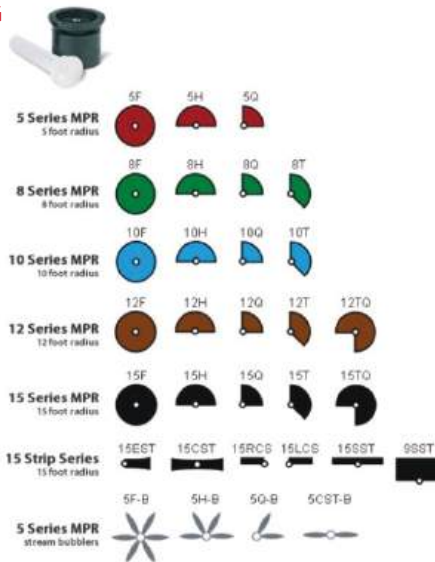 5F 5H 5Q
5 Series MPR
5 foot radius
8F 8H 8Q 8T
8 Series MPR
8 foot radius
10F 10H 10Q 10T
10 Series MPR
10 foot radius
12F 12H 12Q 12T 12TQ
12 Series MPR
12 foot radius
15F 15H 15Q 15T 15TQ
15 Series MPR
15 foot radius
15EST 15CST 15RCS 15LCS 15SST 9SST
15 Strip Series
15 foot radius
5F-B 5H-B 5Q-B 5CST-B
5 Series MPR
stream bubblers